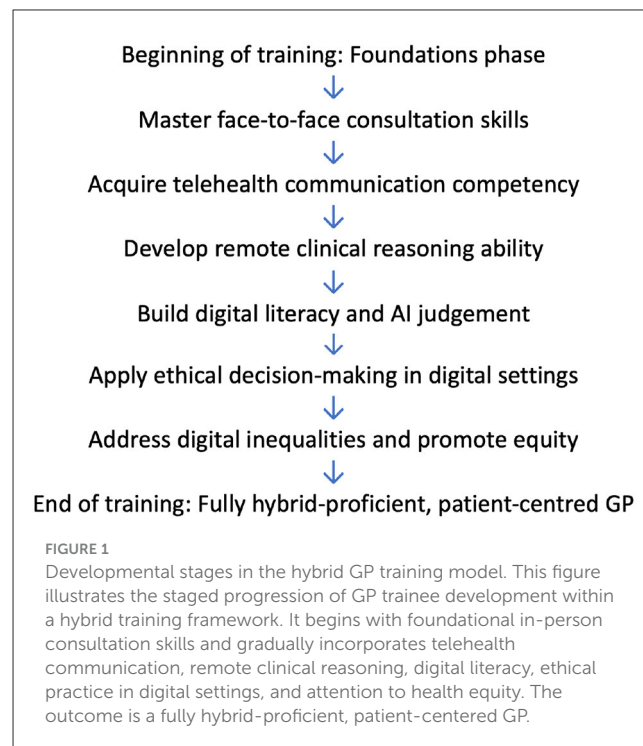 Beginning of training: Foundations phase
Master face-to-face consultation skills
Acquire telehealth communication competency
Develop remote clinical reasoning ability
Build digital literacy and AI judgement
Apply ethical decision-making in digital settings
Address digital inequalities and promote equity
End of training: Fully hybrid-proficient, patient-centred GP
FIGURE 1
Developmental stages in the hybrid GP training model. This figure
illustrates the staged progression of GP trainee development within
a hybrid training framework. It begins with foundational in-person
consultation skills and gradually incorporates telehealth
communication, remote clinical reasoning, digital literacy, ethical
practice in digital settings, and attention to health equity. The
outcome is a fully hybrid-proficient, patient-centered GP.